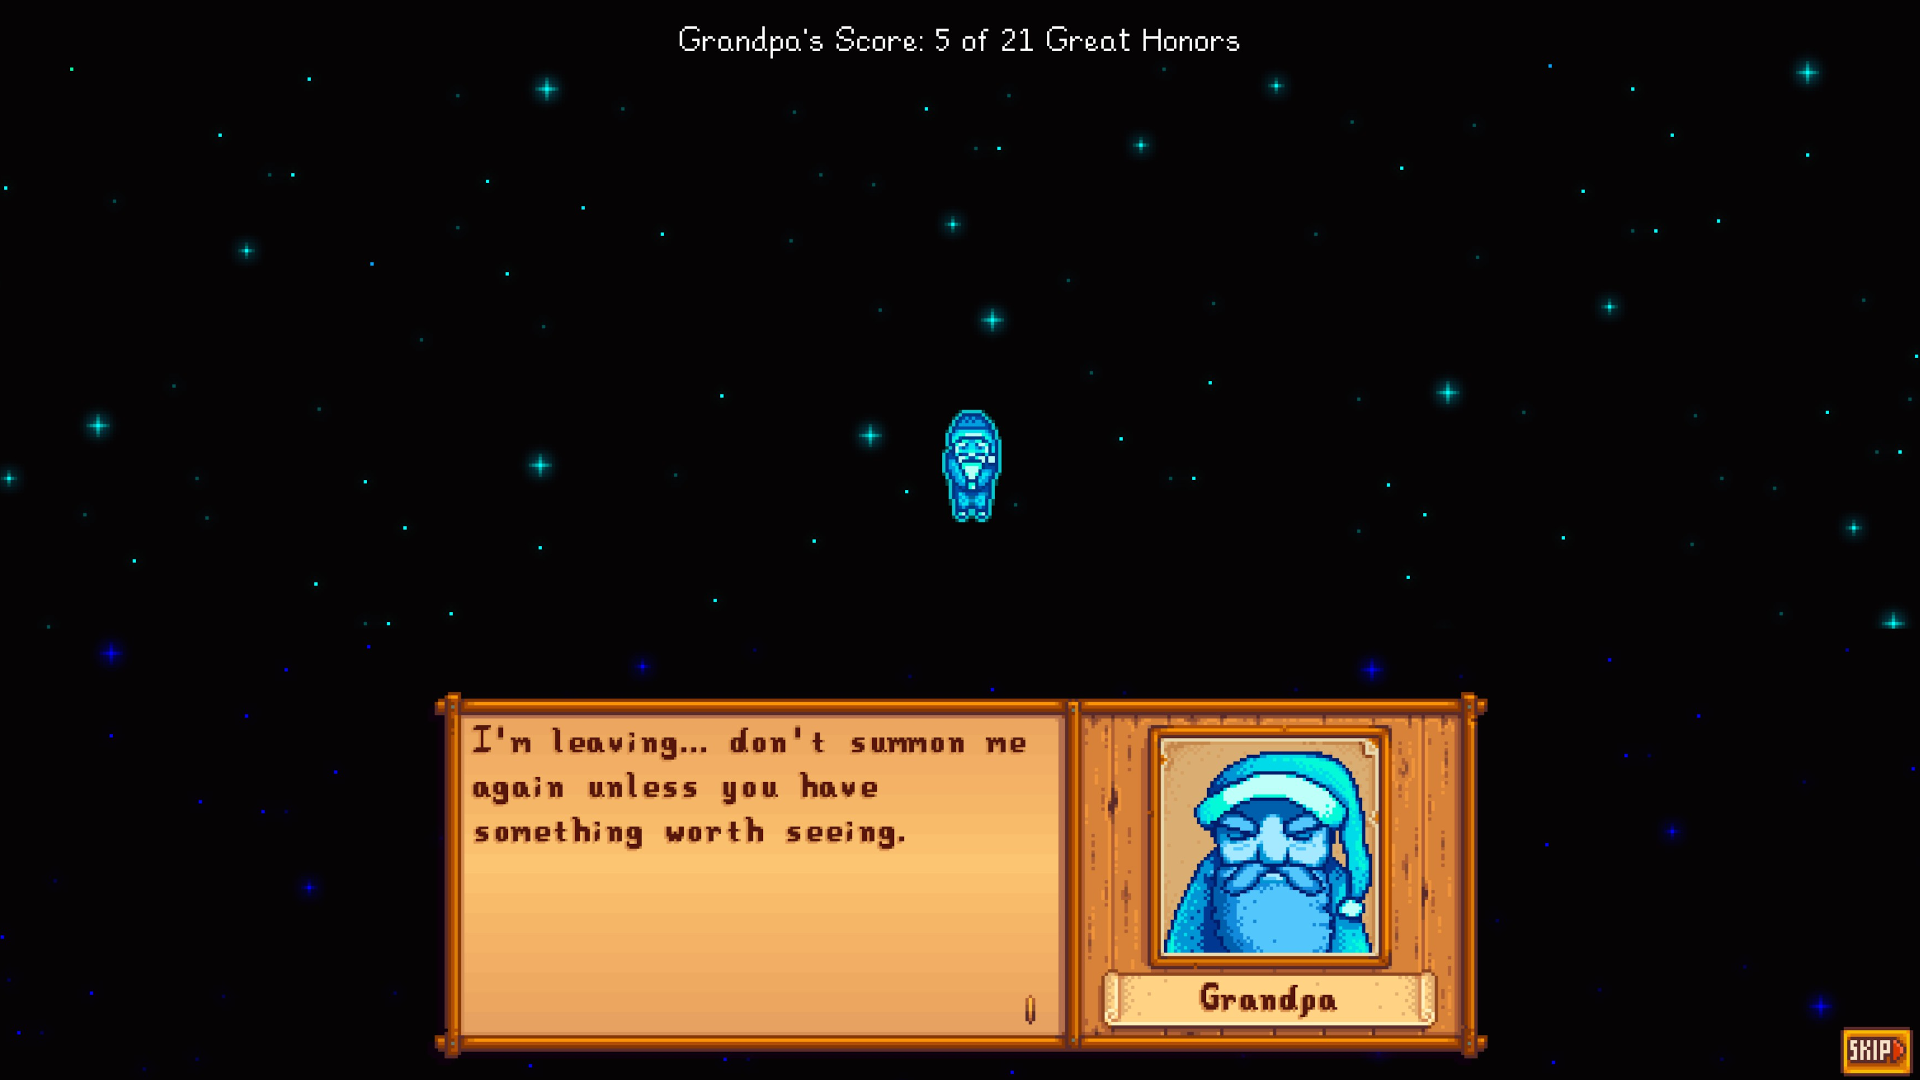 Grandpa's Score: 5 of 21 Great Honors
I'm leaving... don't summon me
again unless you have
something worth seeing.
Grandpa
SKIP